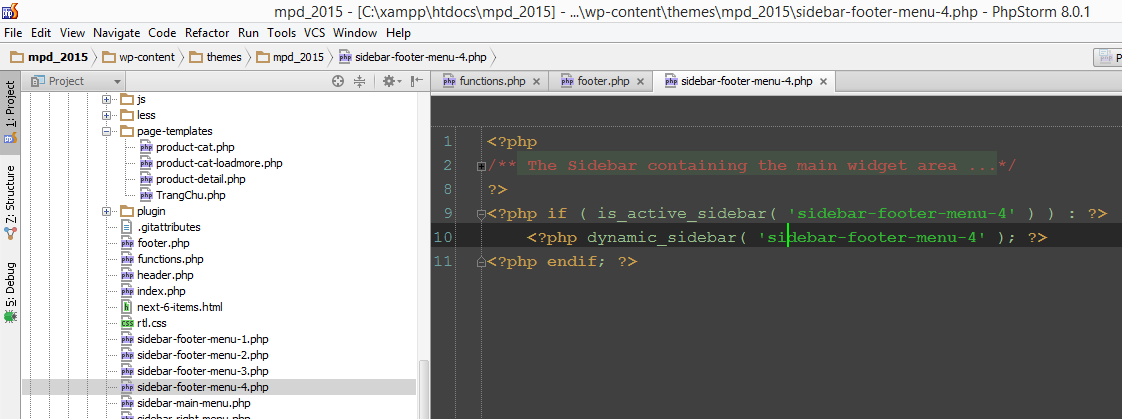 mpd_2015 - [C:\xampp\htdocs\mpd_2015] - ...\wp-content\themes\mpd_2015\sidebar-footer-menu-4.php - PhpStorm 8.0.1
File Edit View Navigate Code Refactor Run Tools VCS Window Help
mpd_2015 wp-content themes mpd_2015 sidebar-footer-menu-4.php
1: Project
Z: Structure
5: Debug
Project
js
less
page-templates
product-cat.php
product-cat-loadmore.php
product-detail.php
TrangChu.php
plugin
.gitattributes
footer.php
functions.php
header.php
index.php
next-6-items.html
rtl.css
sidebar-footer-menu-1.php
sidebar-footer-menu-2.php
sidebar-footer-menu-3.php
sidebar-footer-menu-4.php
sidebar-main-menu.php
sidebar-right-menu.php
functions.php footer.php sidebar-footer-menu-4.php
1 <?php
2 /** The Sidebar containing the main widget area ...*/
8 ?>
9 <?php if ( is_active_sidebar( 'sidebar-footer-menu-4' ) ) : ?>
10 <?php dynamic_sidebar( 'sidebar-footer-menu-4' ); ?>
11 <?php endif; ?>